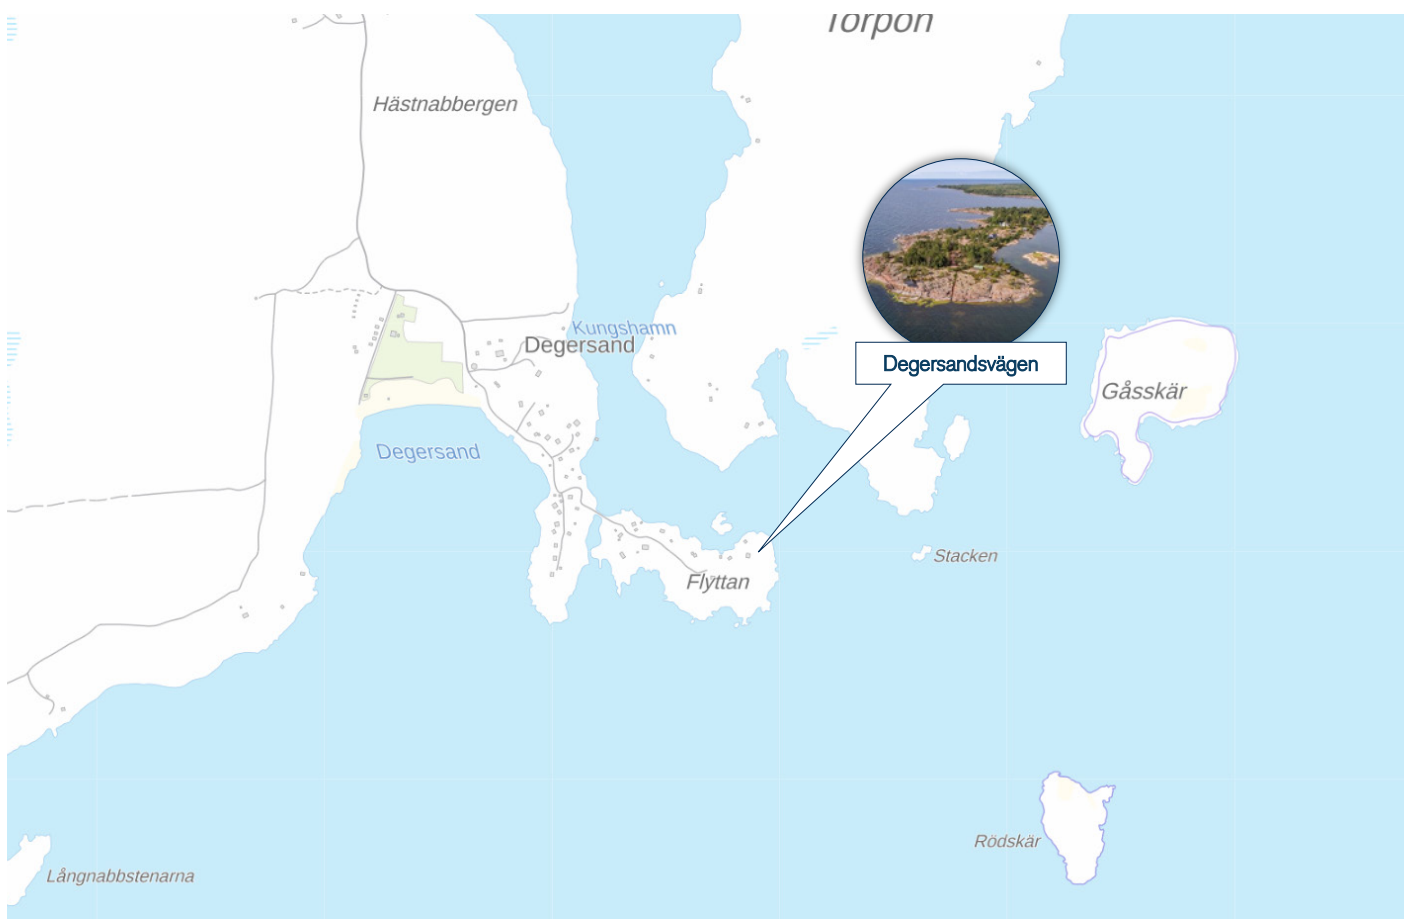 Torpön
Hästnabbergen
Kungshamn
Degersand
Degersandsvägen
Gåsskär
Degersand
Stacken
Flyttan
Rödskär
Långnabbstenarna